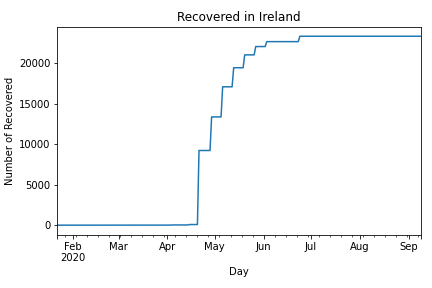 Recovered in Ireland
Number of Recovered
20000
15000
10000
5000
0
Feb Mar Apr May Jun Jul Aug Sep
2020
Day